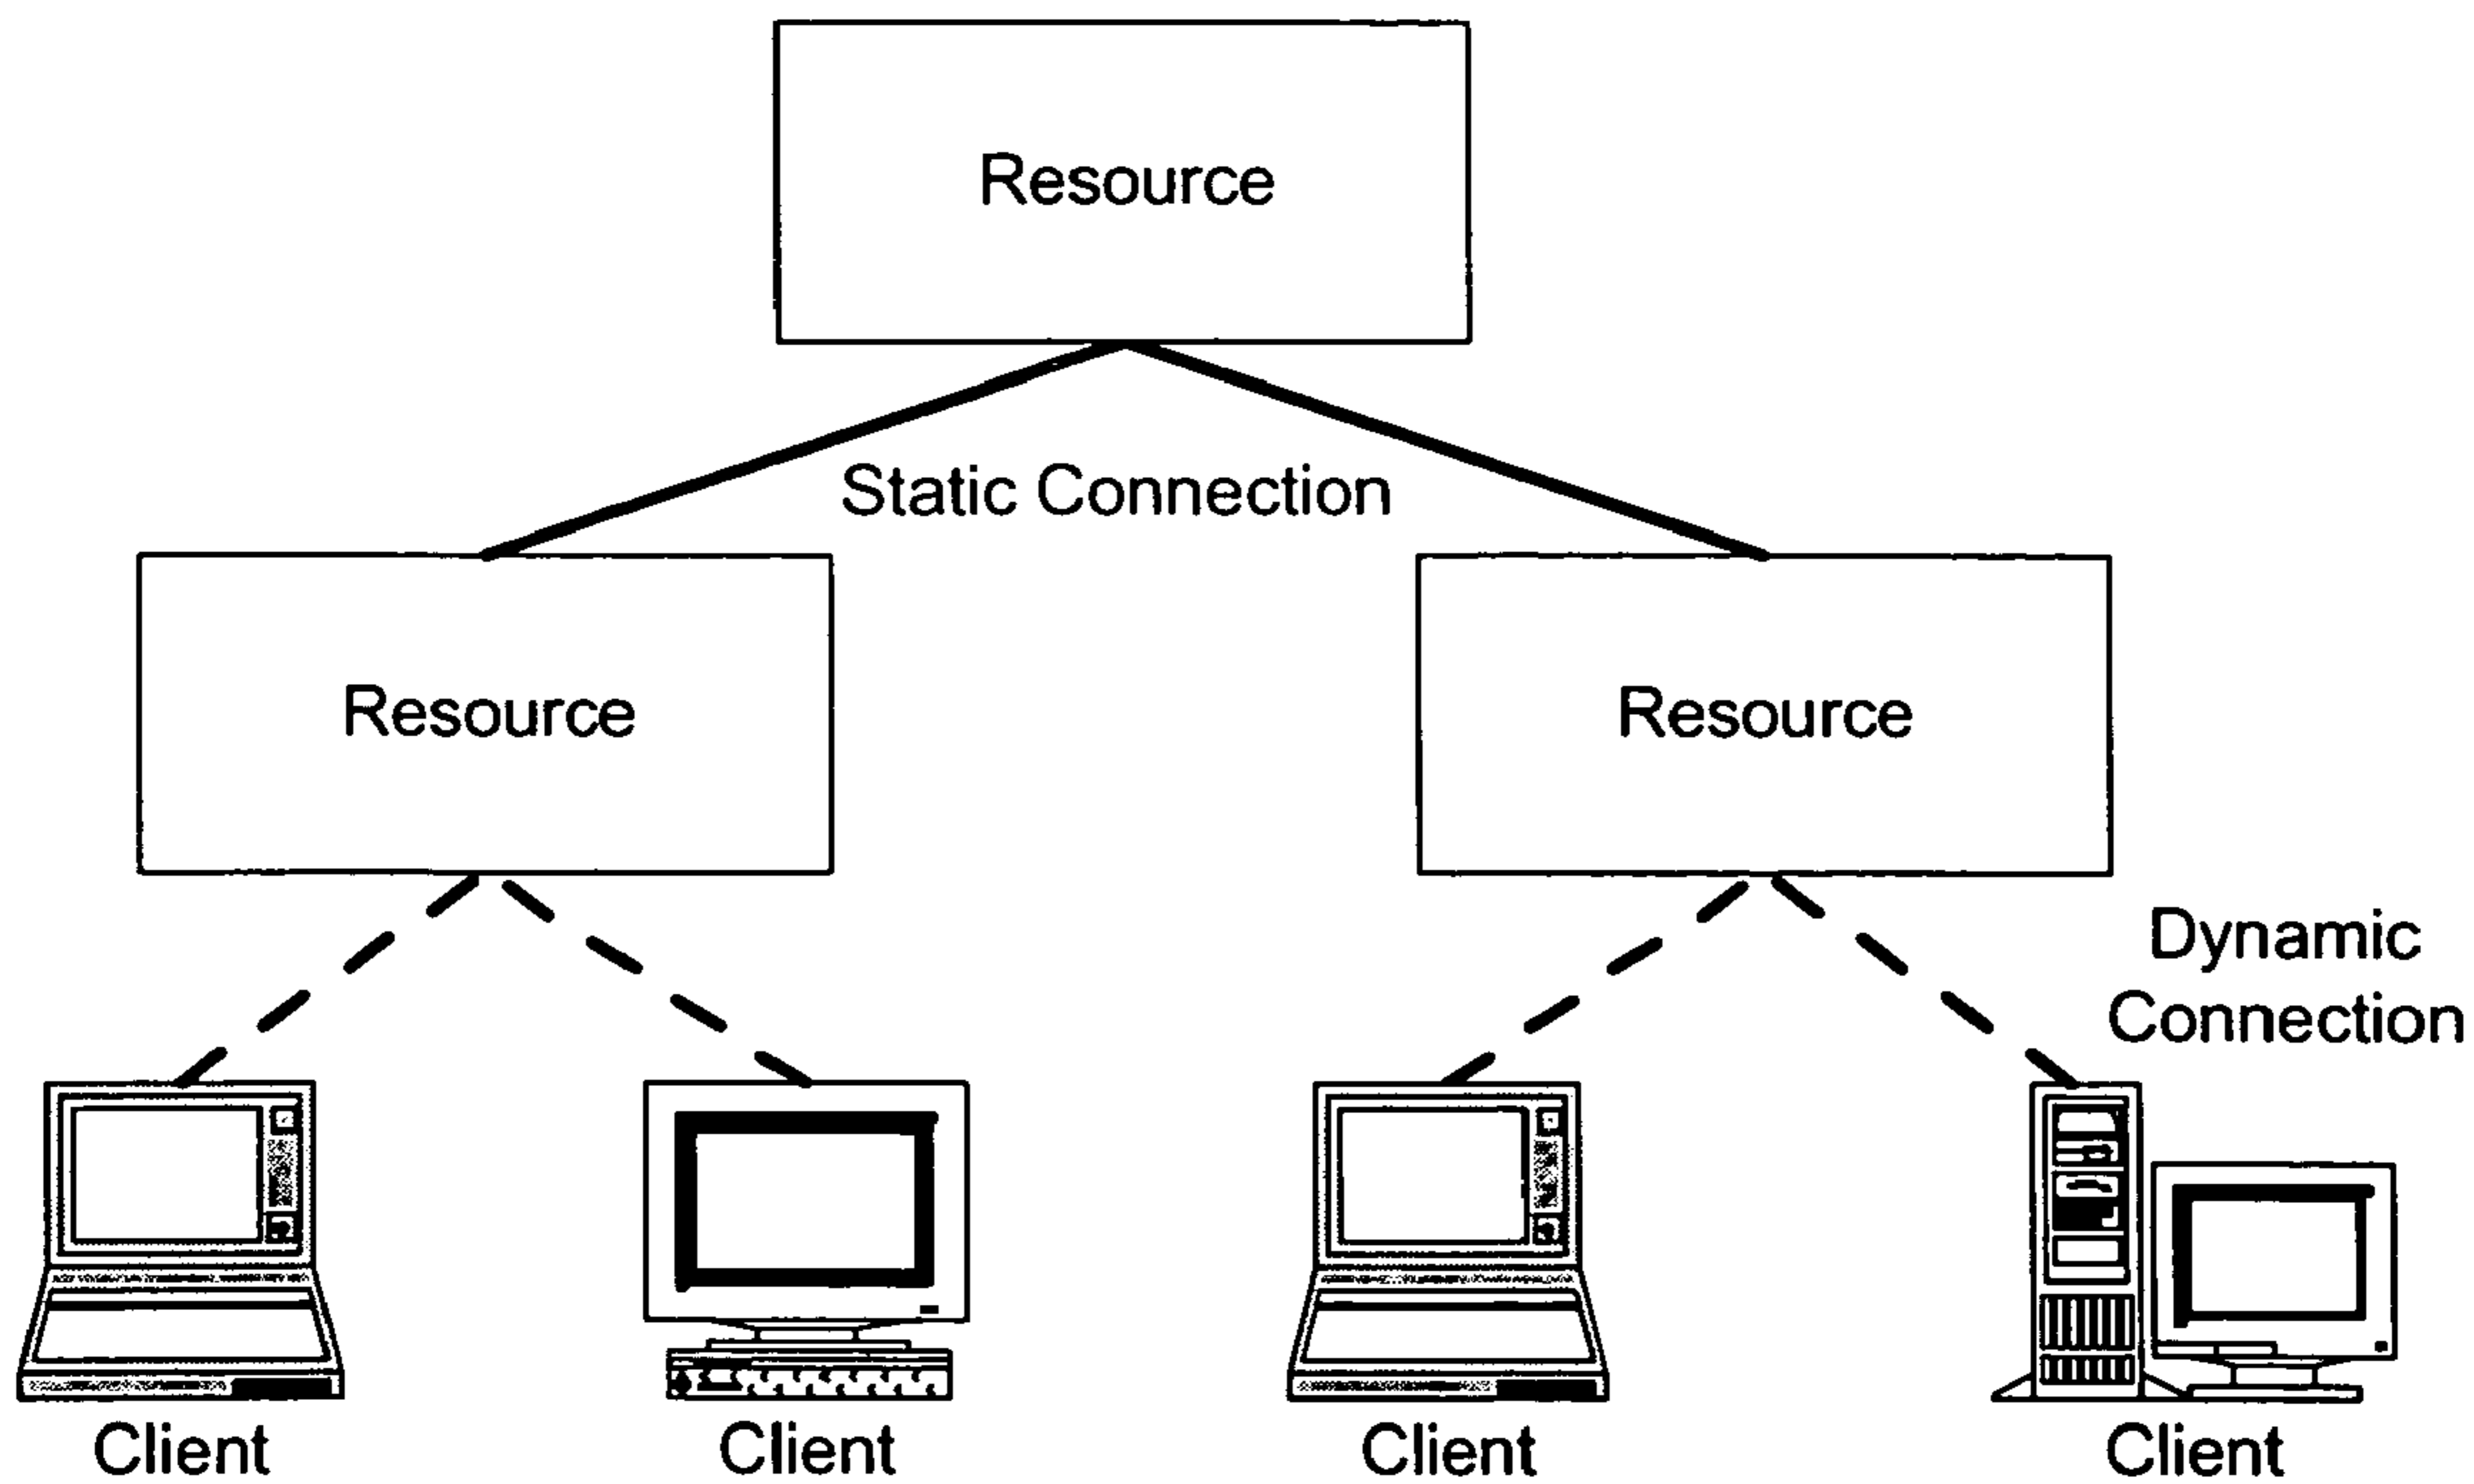 Resource
Static Connection
Resource
Resource
Dynamic
Connection
Client
Client
Client
Client